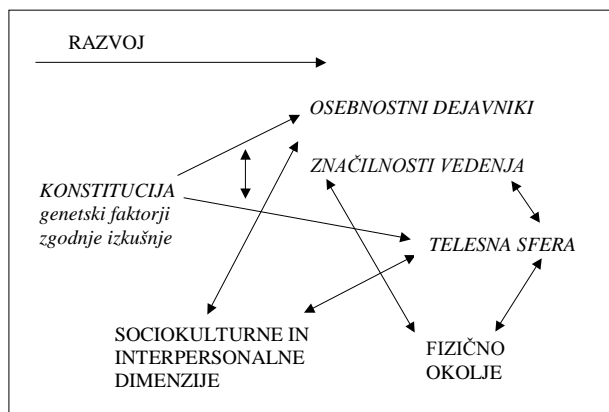 RAZVOJ
OSEBNOSTNI DEJAVNIKI
ZNAČILNOSTI VEDENJA
KONSTITUCIJA
genetski faktorji
zgodnje izkušnje
TELESNA SFERA
SOCIOKULTURNE IN
INTERPERSONALNE
DIMENZIJE
FIZIČNO
OKOLJE